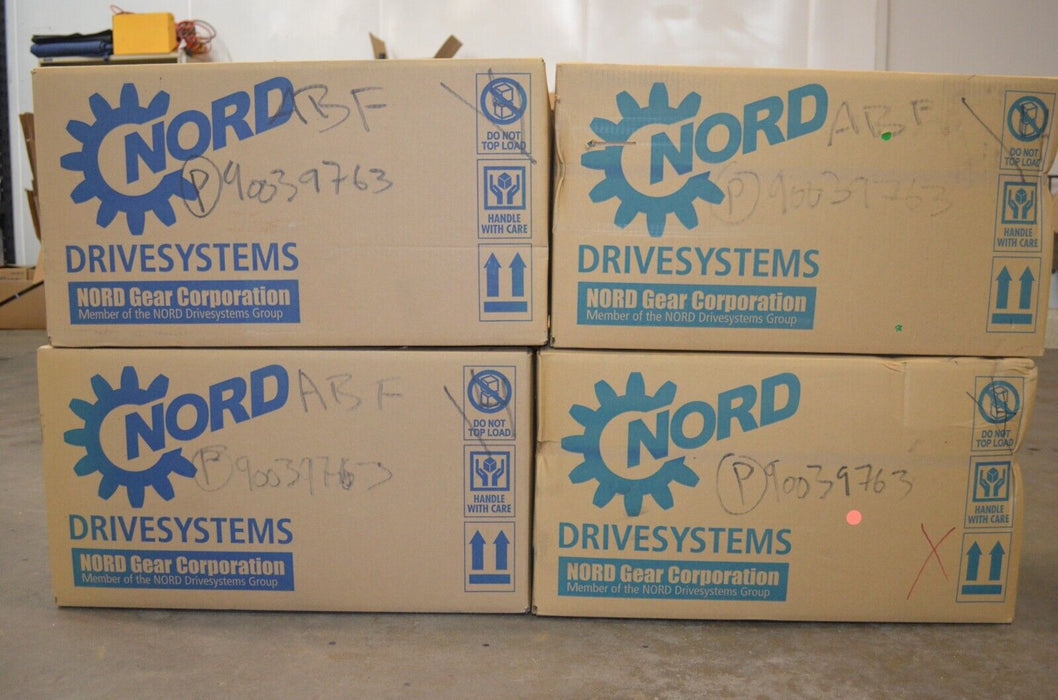 NORD ABF
P 90039763
DRIVESYSTEMS
NORD Gear Corporation
Member of the NORD Drivesystems Group
DO NOT
TOP LOAD
HANDLE
WITH CARE
NORD ABF
P 90039763
DRIVESYSTEMS
NORD Gear Corporation
Member of the NORD Drivesystems Group
DO NOT
TOP LOAD
HANDLE
WITH CARE
NORD ABF
P 90039763
DRIVESYSTEMS
NORD Gear Corporation
Member of the NORD Drivesystems Group
DO NOT
TOP LOAD
HANDLE
WITH CARE
NORD
P 90039763
DRIVESYSTEMS
NORD Gear Corporation
Member of the NORD Drivesystems Group
X
DO NOT
TOP LOAD
HANDLE
WITH CARE